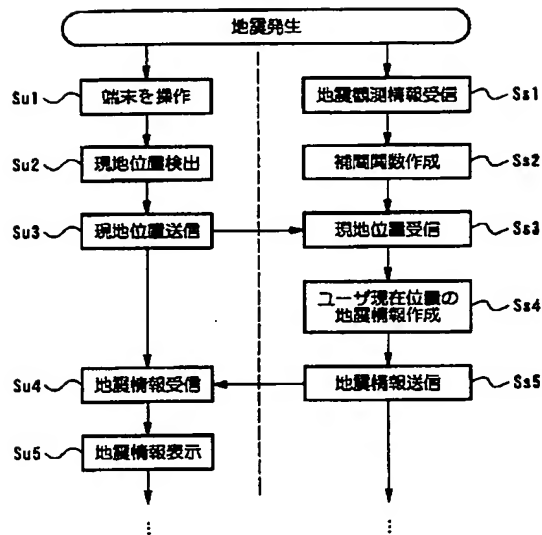 地震発生
Su1
端末を操作
地震観測情報受信
Ss1
Su2
現地位置検出
補間関数作成
Ss2
Su3
現地位置送信
現地位置受信
Ss3
ユーザ現在位置の
地震情報作成
Ss4
Su4
地震情報受信
地震情報送信
Ss5
Su5
地震情報表示
⋮
⋮